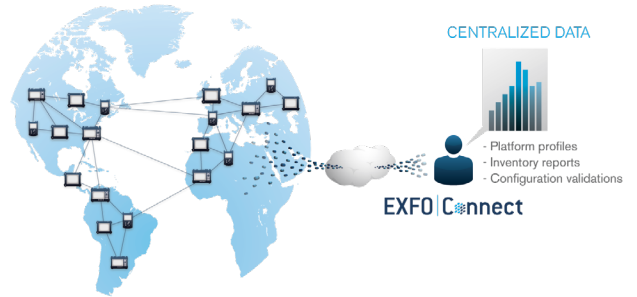 CENTRALIZED DATA
- Platform profiles
- Inventory reports
- Configuration validations
EXFO|Connect